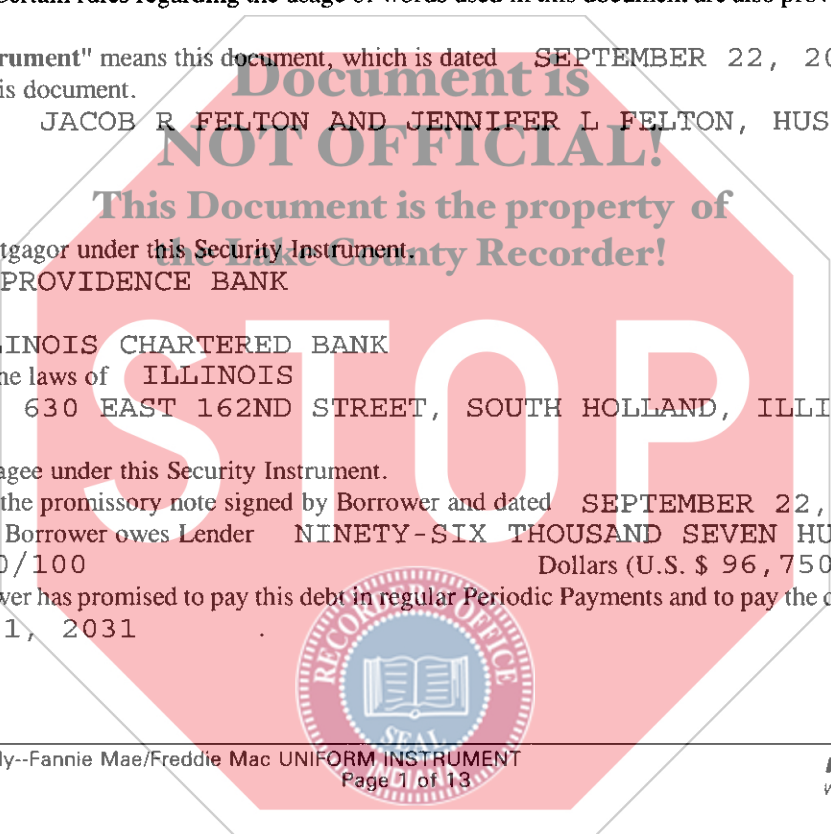 Certain rules regarding the usage of words used in this document are also prov
rument" means this document, which is dated SEPTEMBER 22, 20
is document.
JACOB R FELTON AND JENNIFER L FELTON, HUS
Document is
NOT OFFICIAL!
This Document is the property of
the Lake County Recorder!
tgagor under this Security Instrument.
PROVIDENCE BANK
LINOIS CHARTERED BANK
he laws of ILLINOIS
630 EAST 162ND STREET, SOUTH HOLLAND, ILLI
STOP
agee under this Security Instrument.
the promissory note signed by Borrower and dated SEPTEMBER 22,
Borrower owes Lender NINETY-SIX THOUSAND SEVEN HU
0/100 Dollars (U.S. $ 96,750
wer has promised to pay this debt in regular Periodic Payments and to pay the d
1, 2031 .
RECORDER OFFICE
SEAL
INDIANA
ly--Fannie Mae/Freddie Mac UNIFORM INSTRUMENT
Page 1 of 13